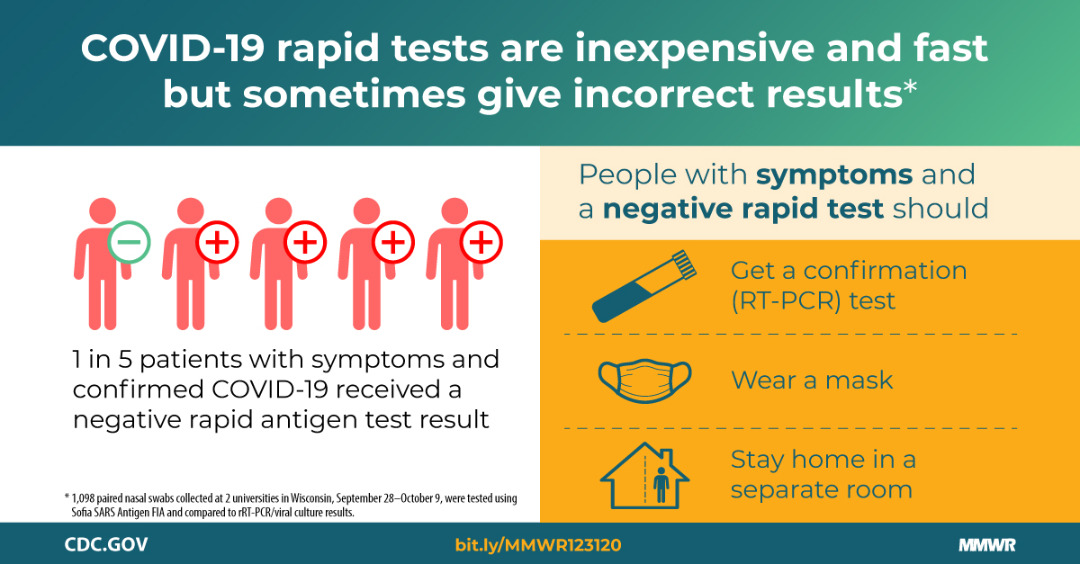 COVID-19 rapid tests are inexpensive and fast
but sometimes give incorrect results*
1 in 5 patients with symptoms and
confirmed COVID-19 received a
negative rapid antigen test result
* 1,098 paired nasal swabs collected at 2 universities in Wisconsin, September 28–October 9, were tested using
Sofia SARS Antigen FIA and compared to rRT-PCR/viral culture results.
People with symptoms and
a negative rapid test should
Get a confirmation
(RT-PCR) test
Wear a mask
Stay home in a
separate room
CDC.GOV
bit.ly/MMWR123120
MMWR